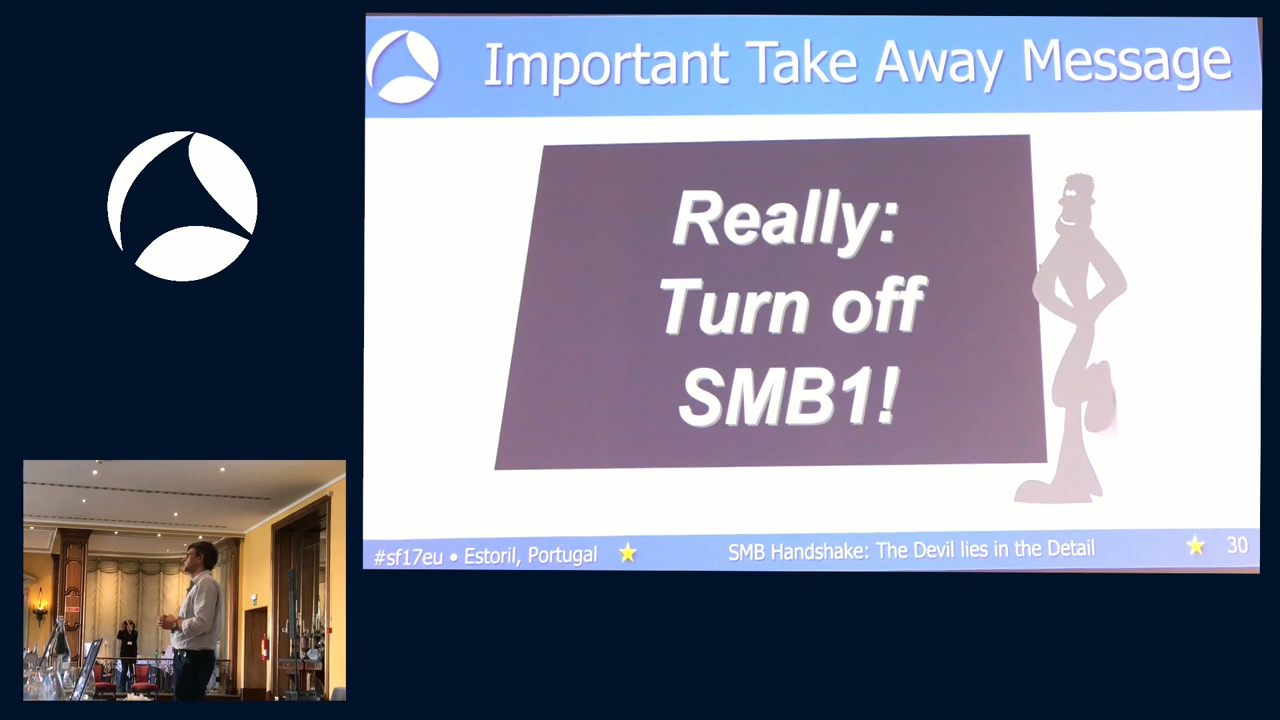 Important Take Away Message
Really:
Turn off
SMB1!
#sf17eu • Estoril, Portugal
SMB Handshake: The Devil lies in the Detail
30